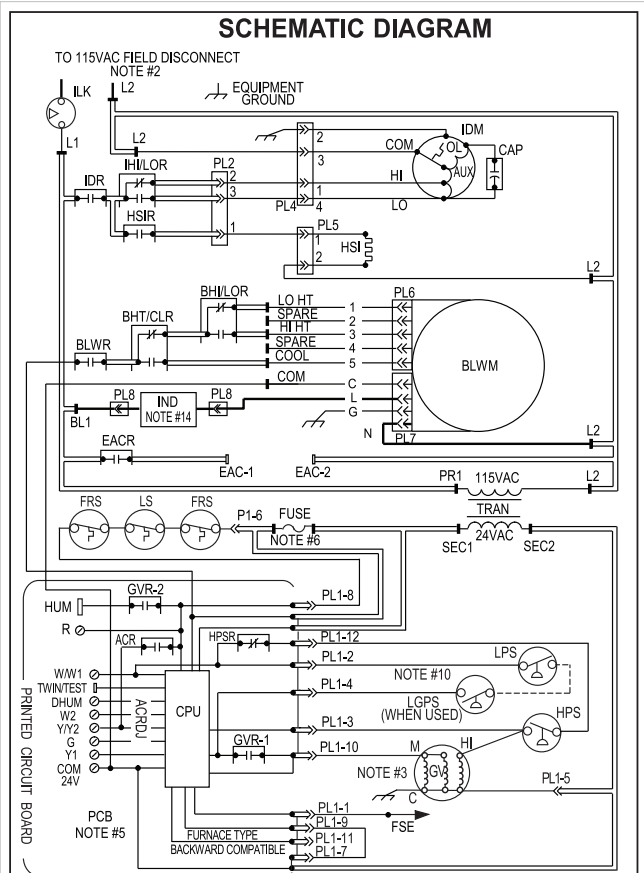 SCHEMATIC DIAGRAM
TO 115VAC FIELD DISCONNECT
NOTE #2
ILK
L2
EQUIPMENT
GROUND
L1
L2
2
3
1
4
PL4
COM
HI
LO
IDM
OL
AUX
CAP
IHI/LOR
PL2
IDR
2
3
1
HSIR
PL5
1
2
HSI
L2
BHI/LOR
BHT/CLR
BLWR
LO HT
SPARE
HI HT
SPARE
COOL
COM
1
2
3
4
5
C
L
G
N
PL6
PL7
BLWM
PL8
IND
NOTE #14
PL8
BL1
L2
EACR
EAC-1
EAC-2
PR1
115VAC
L2
TRAN
24VAC
SEC1
SEC2
FRS
LS
FRS
P1-6
FUSE
NOTE #6
GVR-2
HUM
R
ACR
HPSR
PL1-8
PL1-12
PL1-2
NOTE #10
LPS
PL1-4
LGPS
(WHEN USED)
PL1-3
HPS
W/W1
TWIN/TEST
DHUM
W2
Y/Y2
G
Y1
COM
24V
ACRDJ
CPU
GVR-1
PL1-10
M
HI
GV
C
NOTE #3
PL1-5
PRINTED CIRCUIT BOARD
PCB
NOTE #5
FURNACE TYPE
BACKWARD COMPATIBLE
PL1-1
PL1-9
PL1-11
PL1-7
FSE